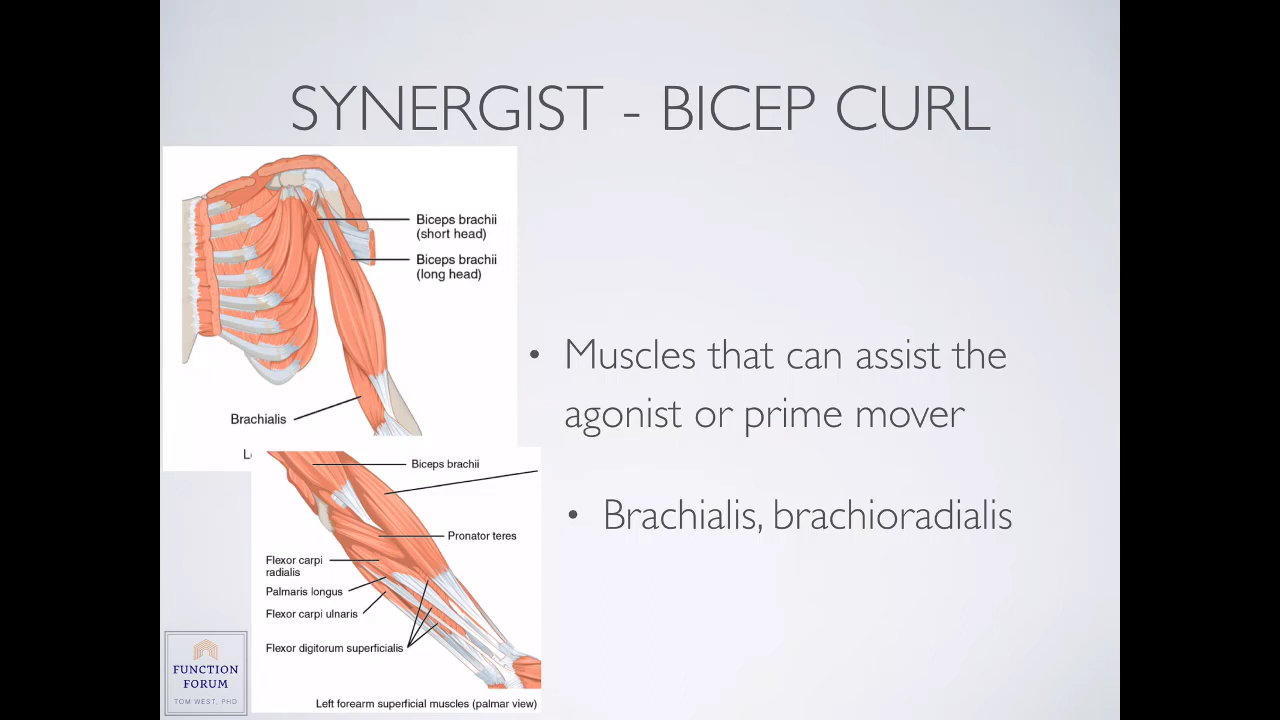 SYNERGIST - BICEP CURL
Biceps brachii
(short head)
Biceps brachii
(long head)
Brachialis
• Muscles that can assist the
agonist or prime mover
• Brachialis, brachioradialis
Biceps brachii
Pronator teres
Flexor carpi
radialis
Palmaris longus
Flexor carpi ulnaris
Flexor digitorum superficialis
Left forearm superficial muscles (palmar view)
FUNCTION
FORUM
TOM WEST, PHD